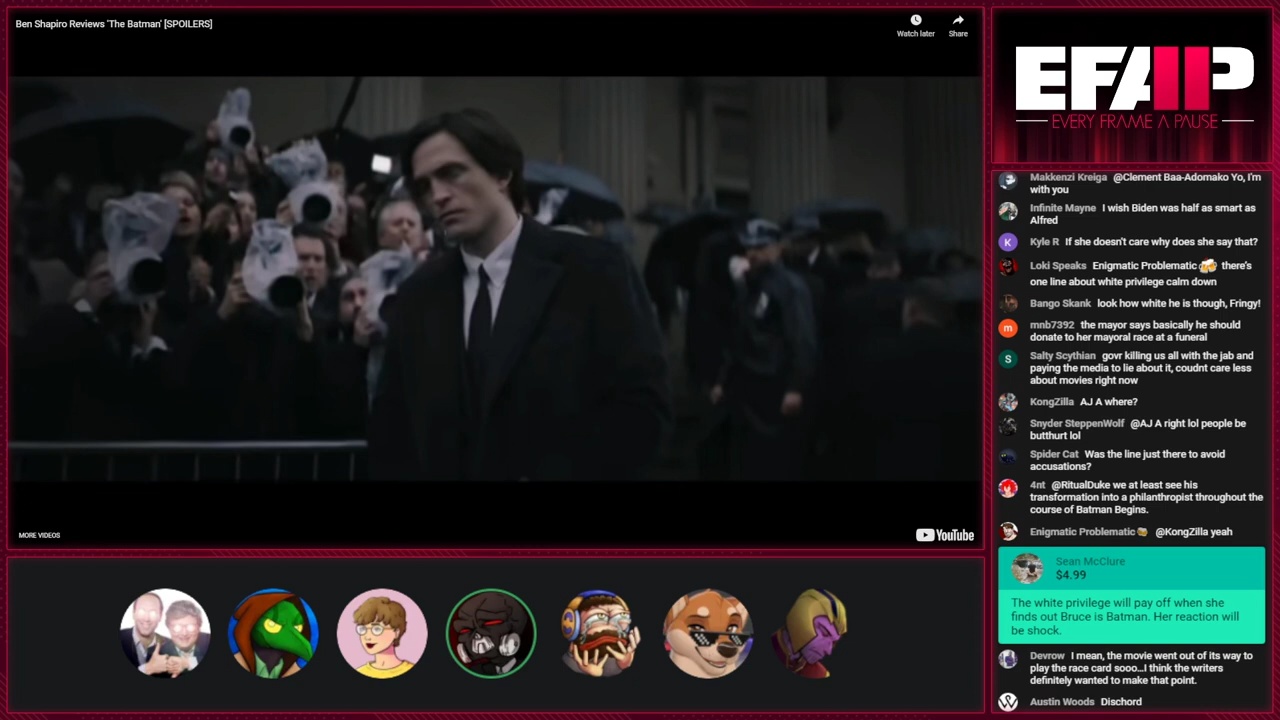 Ben Shapiro Reviews 'The Batman' [SPOILERS]
Watch later
Share
MORE VIDEOS
YouTube
EFAP
EVERY FRAME A PAUSE
Makkenzi Kreiga @Clement Baa-Adomako Yo, I'm
with you
Infinite Mayne I wish Biden was half as smart as
Alfred
K
Kyle R If she doesn't care why does she say that?
Loki Speaks Enigmatic Problematic there's
one line about white privilege calm down
Bango Skank look how white he is though, Fringy!
m
mnb7392 the mayor says basically he should
donate to her mayoral race at a funeral
S
Salty Scythian govr killing us all with the jab and
paying the media to lie about it, coudnt care less
about movies right now
KongZilla AJ A where?
Snyder SteppenWolf @AJ A right lol people be
butthurt lol
Spider Cat Was the line just there to avoid
accusations?
4nt @RitualDuke we at least see his
transformation into a philanthropist throughout the
course of Batman Begins.
Enigmatic Problematic @KongZilla yeah
Sean McClure
$4.99
The white privilege will pay off when she
finds out Bruce is Batman. Her reaction will
be shock.
Devrow I mean, the movie went out of its way to
play the race card sooo...I think the writers
definitely wanted to make that point.
W
Austin Woods Dischord